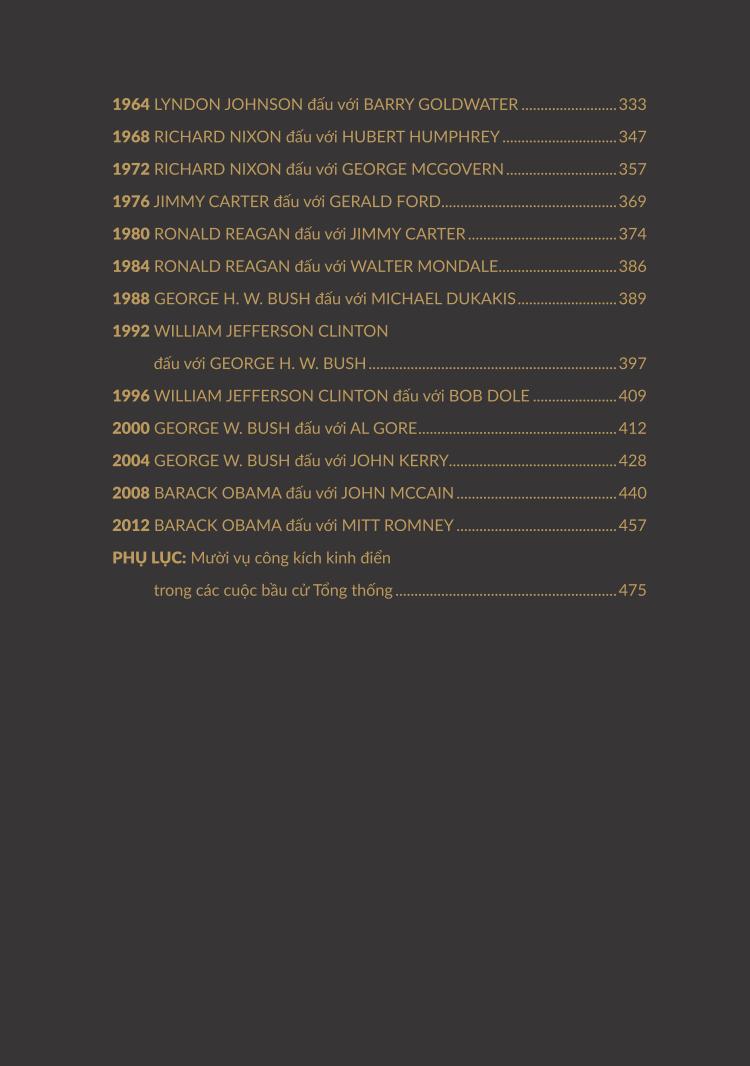 1964 LYNDON JOHNSON đấu với BARRY GOLDWATER ......................... 333
1968 RICHARD NIXON đấu với HUBERT HUMPHREY .............................. 347
1972 RICHARD NIXON đấu với GEORGE MCGOVERN ............................. 357
1976 JIMMY CARTER đấu với GERALD FORD .............................................. 369
1980 RONALD REAGAN đấu với JIMMY CARTER ....................................... 374
1984 RONALD REAGAN đấu với WALTER MONDALE ............................... 386
1988 GEORGE H. W. BUSH đấu với MICHAEL DUKAKIS .......................... 389
1992 WILLIAM JEFFERSON CLINTON
đấu với GEORGE H. W. BUSH ................................................................. 397
1996 WILLIAM JEFFERSON CLINTON đấu với BOB DOLE ...................... 409
2000 GEORGE W. BUSH đấu với AL GORE .................................................... 412
2004 GEORGE W. BUSH đấu với JOHN KERRY ............................................ 428
2008 BARACK OBAMA đấu với JOHN MCCAIN .......................................... 440
2012 BARACK OBAMA đấu với MITT ROMNEY .......................................... 457
PHỤ LỤC: Mười vụ công kích kinh điển
trong các cuộc bầu cử Tổng thống .......................................................... 475